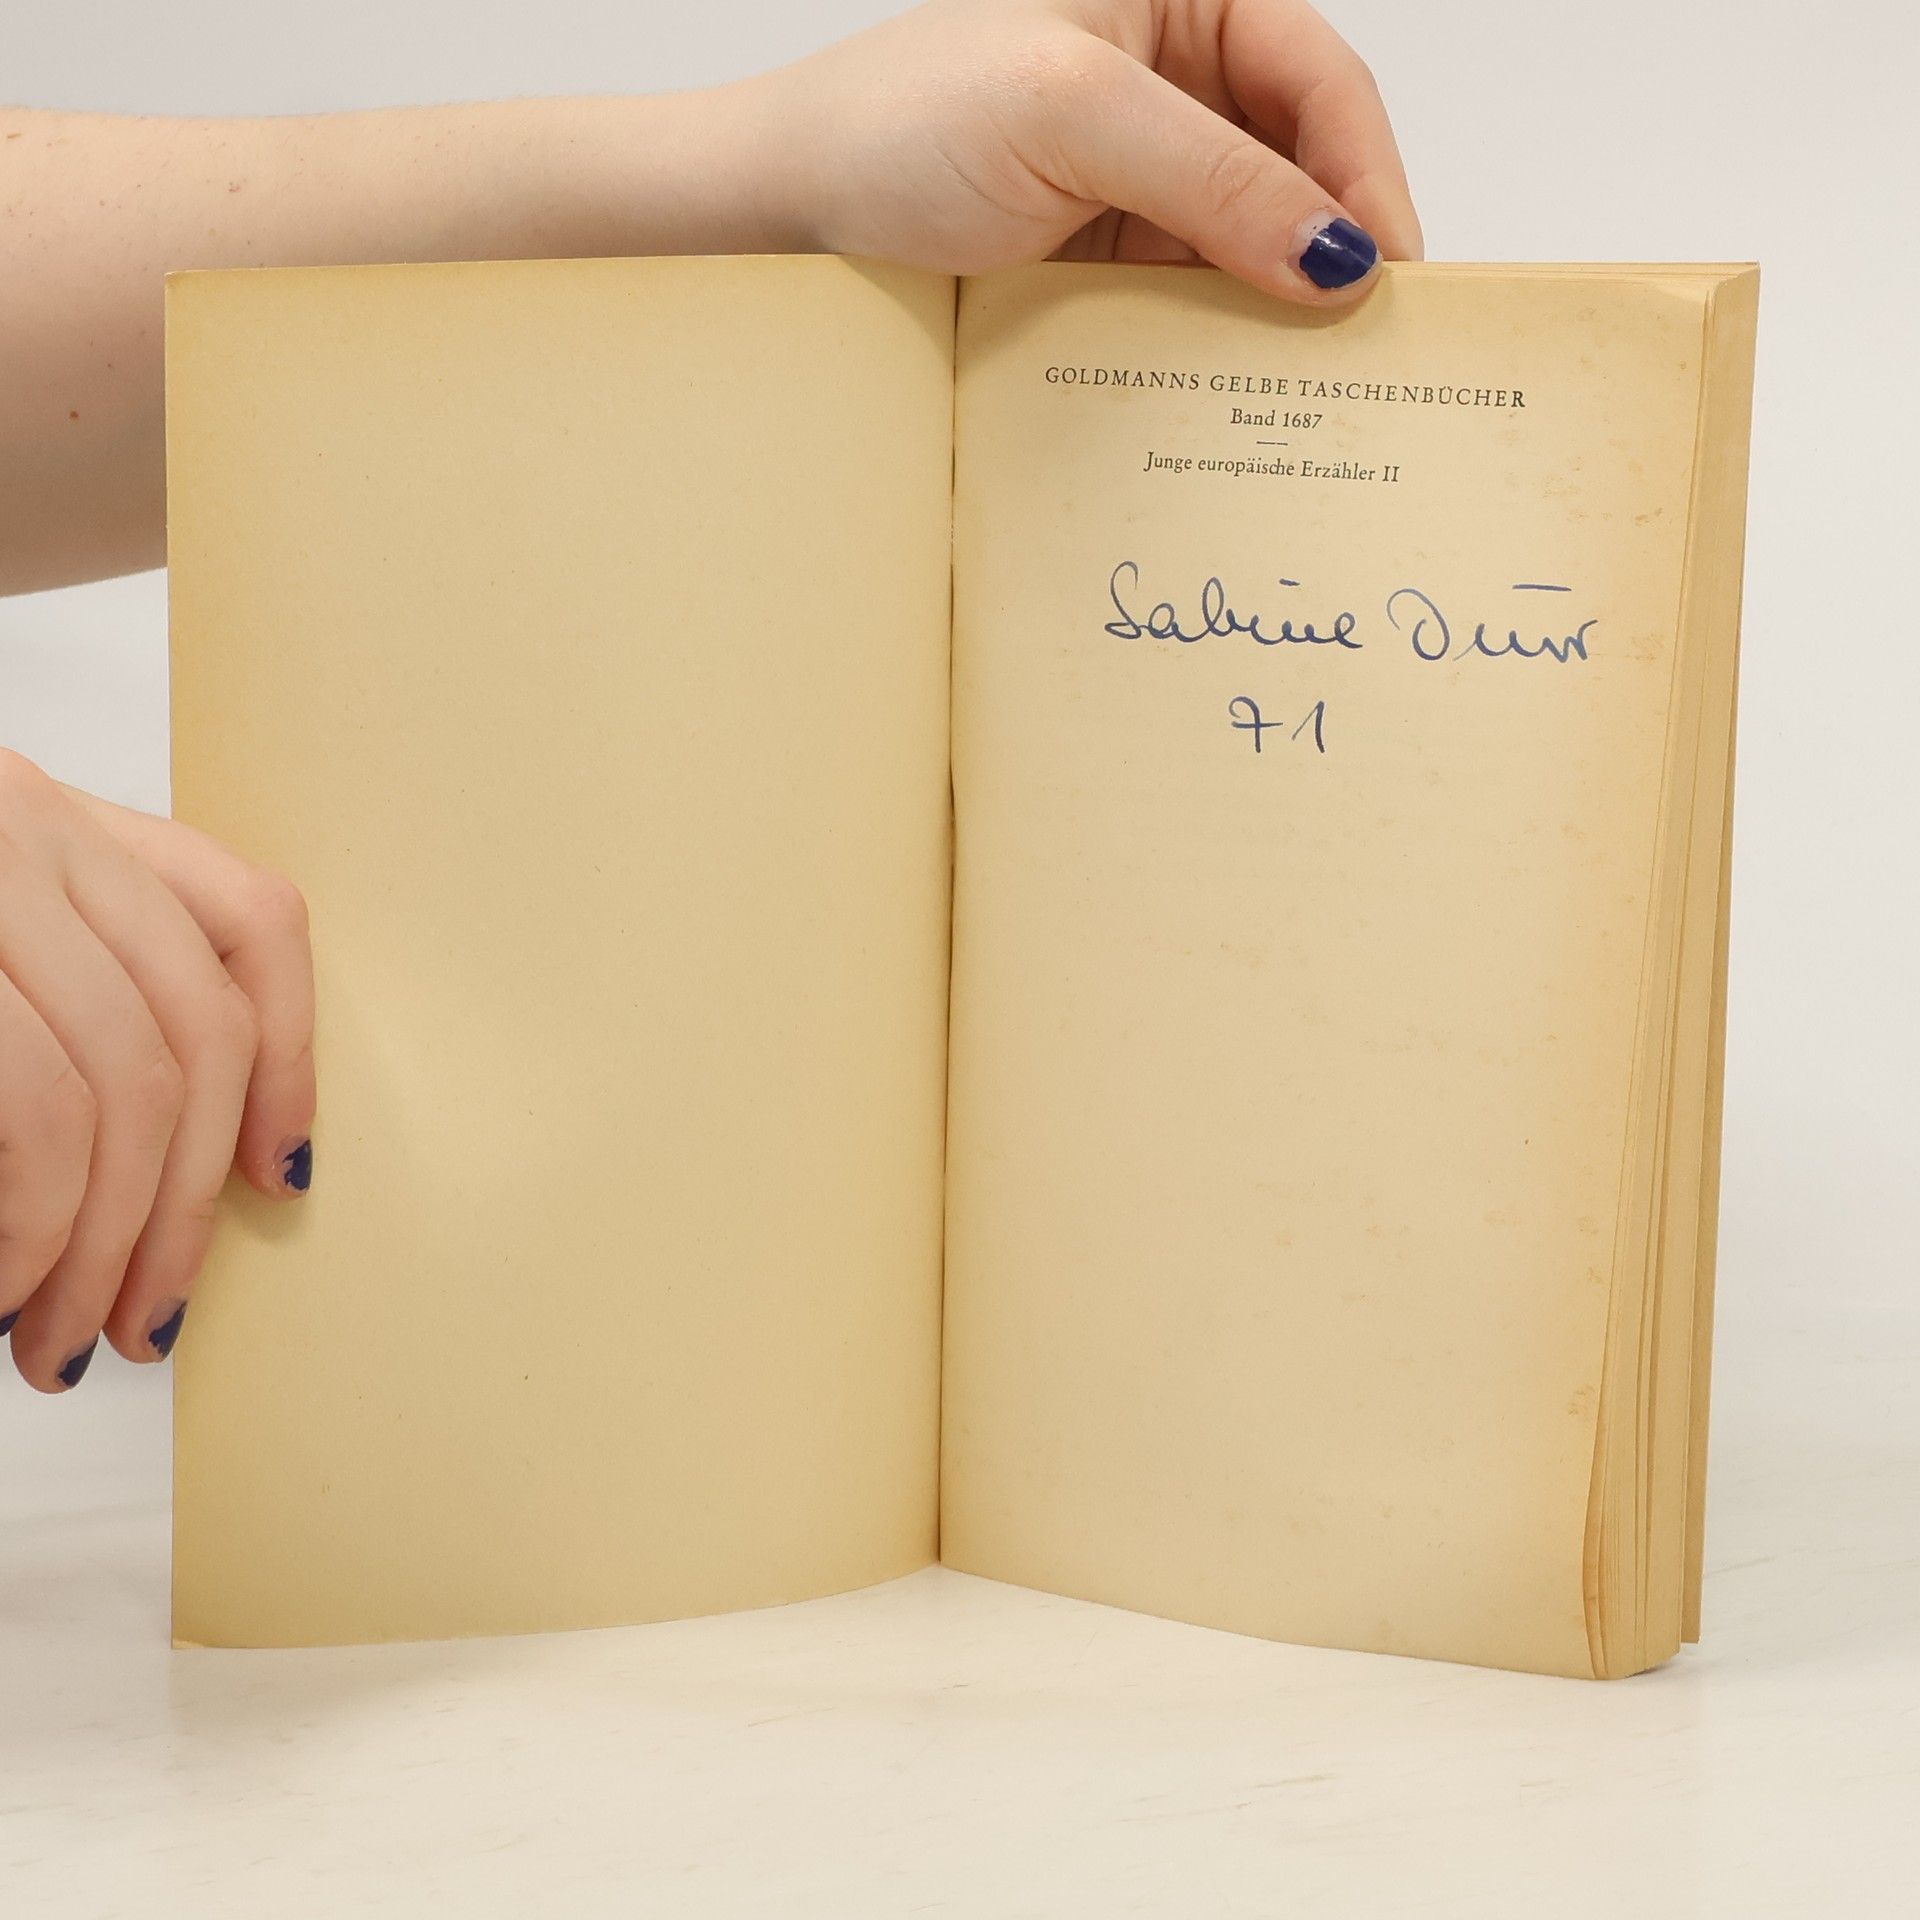 GOLDMANNS GELBE TASCHENBÜCHER
Band 1687
Junge europäische Erzähler II
Sabine Dürr
71